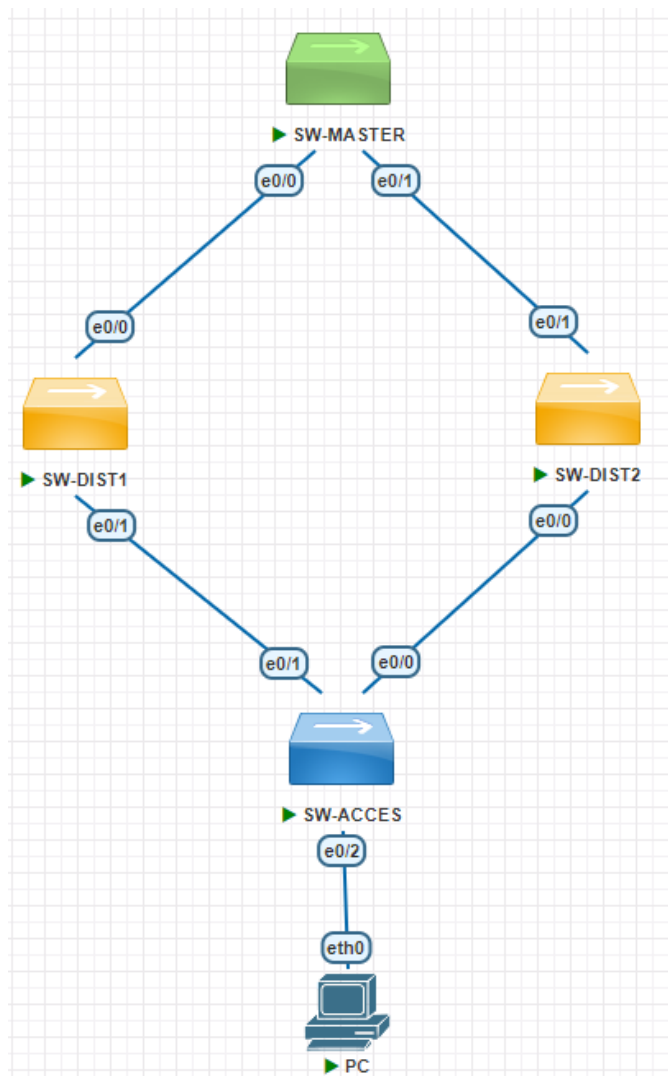 SW-MASTER
e0/0
e0/1
e0/0
e0/1
SW-DIST1
SW-DIST2
e0/1
e0/0
e0/1
e0/0
SW-ACCES
e0/2
eth0
PC